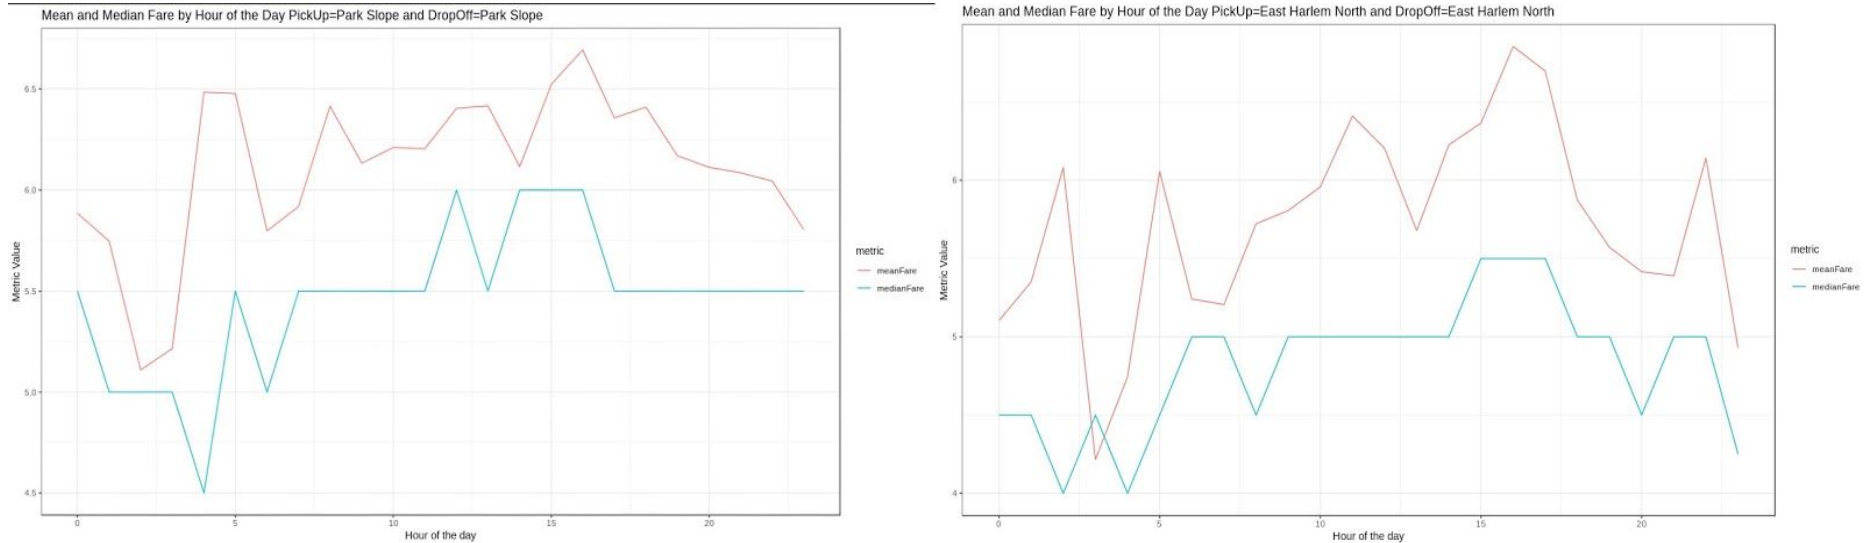 Mean and Median Fare by Hour of the Day PickUp=Park Slope and DropOff=Park Slope
6.5
6.0
5.5
5.0
4.5
Metric Value
0 5 10 15 20
Hour of the day
metric
meanFare
medianFare
Mean and Median Fare by Hour of the Day PickUp=East Harlem North and DropOff=East Harlem North
6
5
4
Metric Value
0 5 10 15 20
Hour of the day
metric
meanFare
medianFare